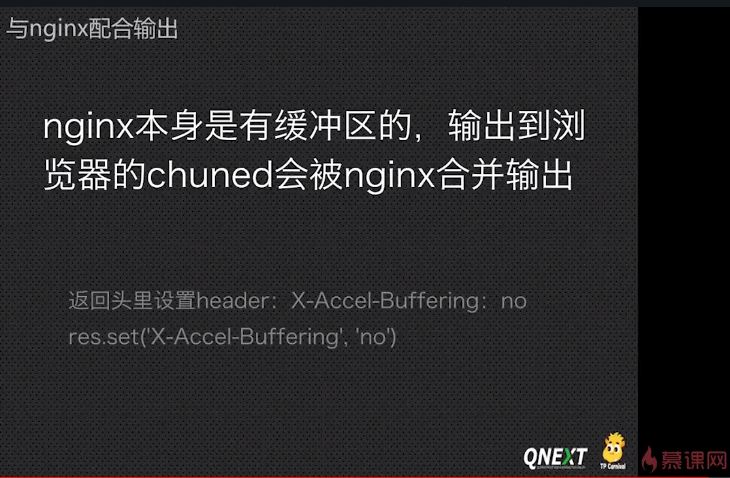 与nginx配合输出
nginx本身是有缓冲区的，输出到浏
览器的chuned会被nginx合并输出
返回头里设置header：X-Accel-Buffering：no
res.set('X-Accel-Buffering', 'no')
QNEXT
TP Carnival
慕课网